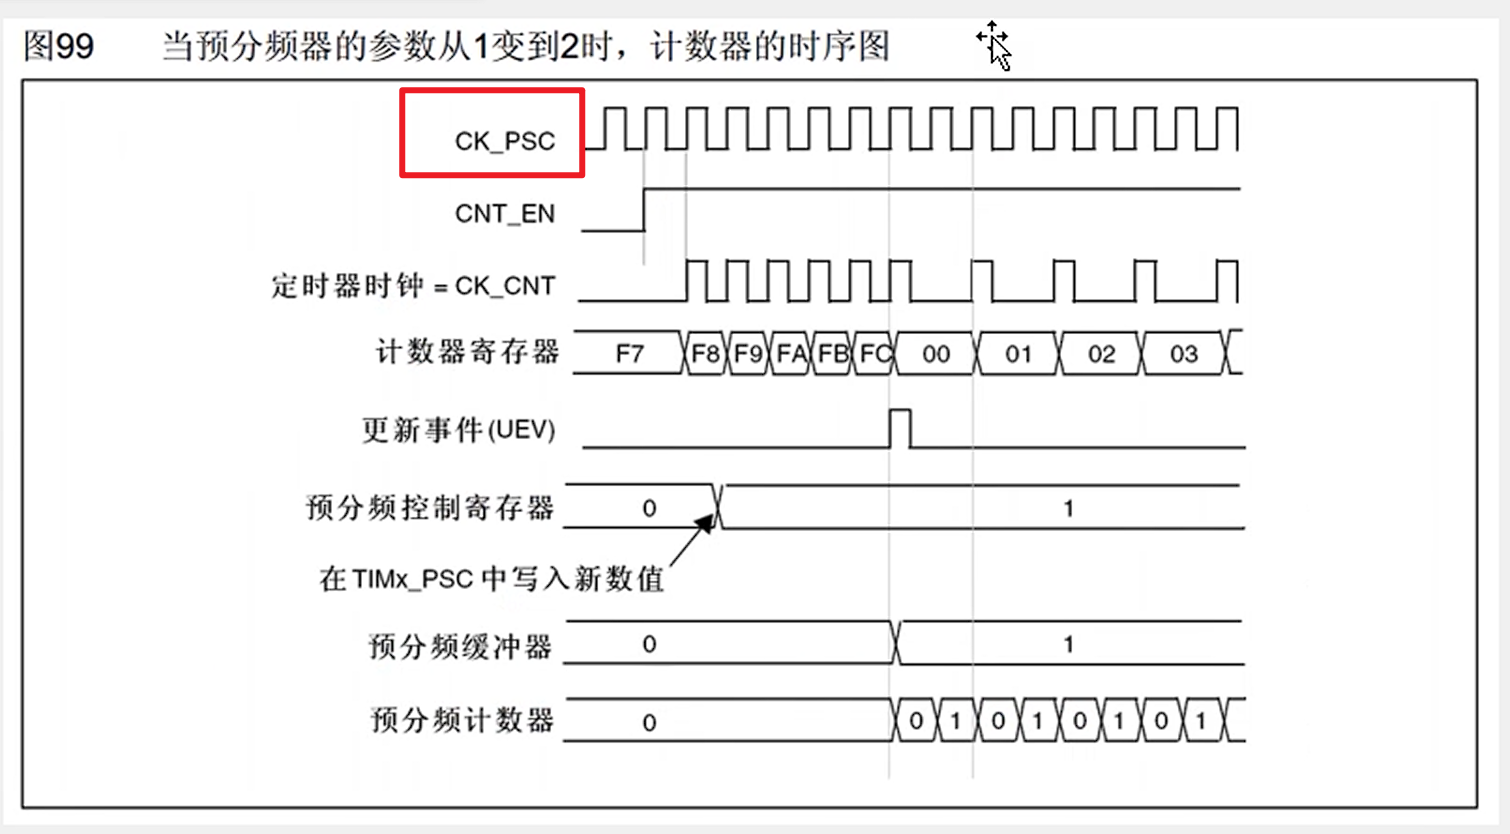 图99 当预分频器的参数从1变到2时，计数器的时序图
CK_PSC
CNT_EN
定时器时钟 = CK_CNT
计数器寄存器 F7 F8 F9 FA FB FC 00 01 02 03
更新事件(UEV)
预分频控制寄存器 0 1
在TIMx_PSC 中写入新数值
预分频缓冲器 0 1
预分频计数器 0 0 1 0 1 0 1 0 1